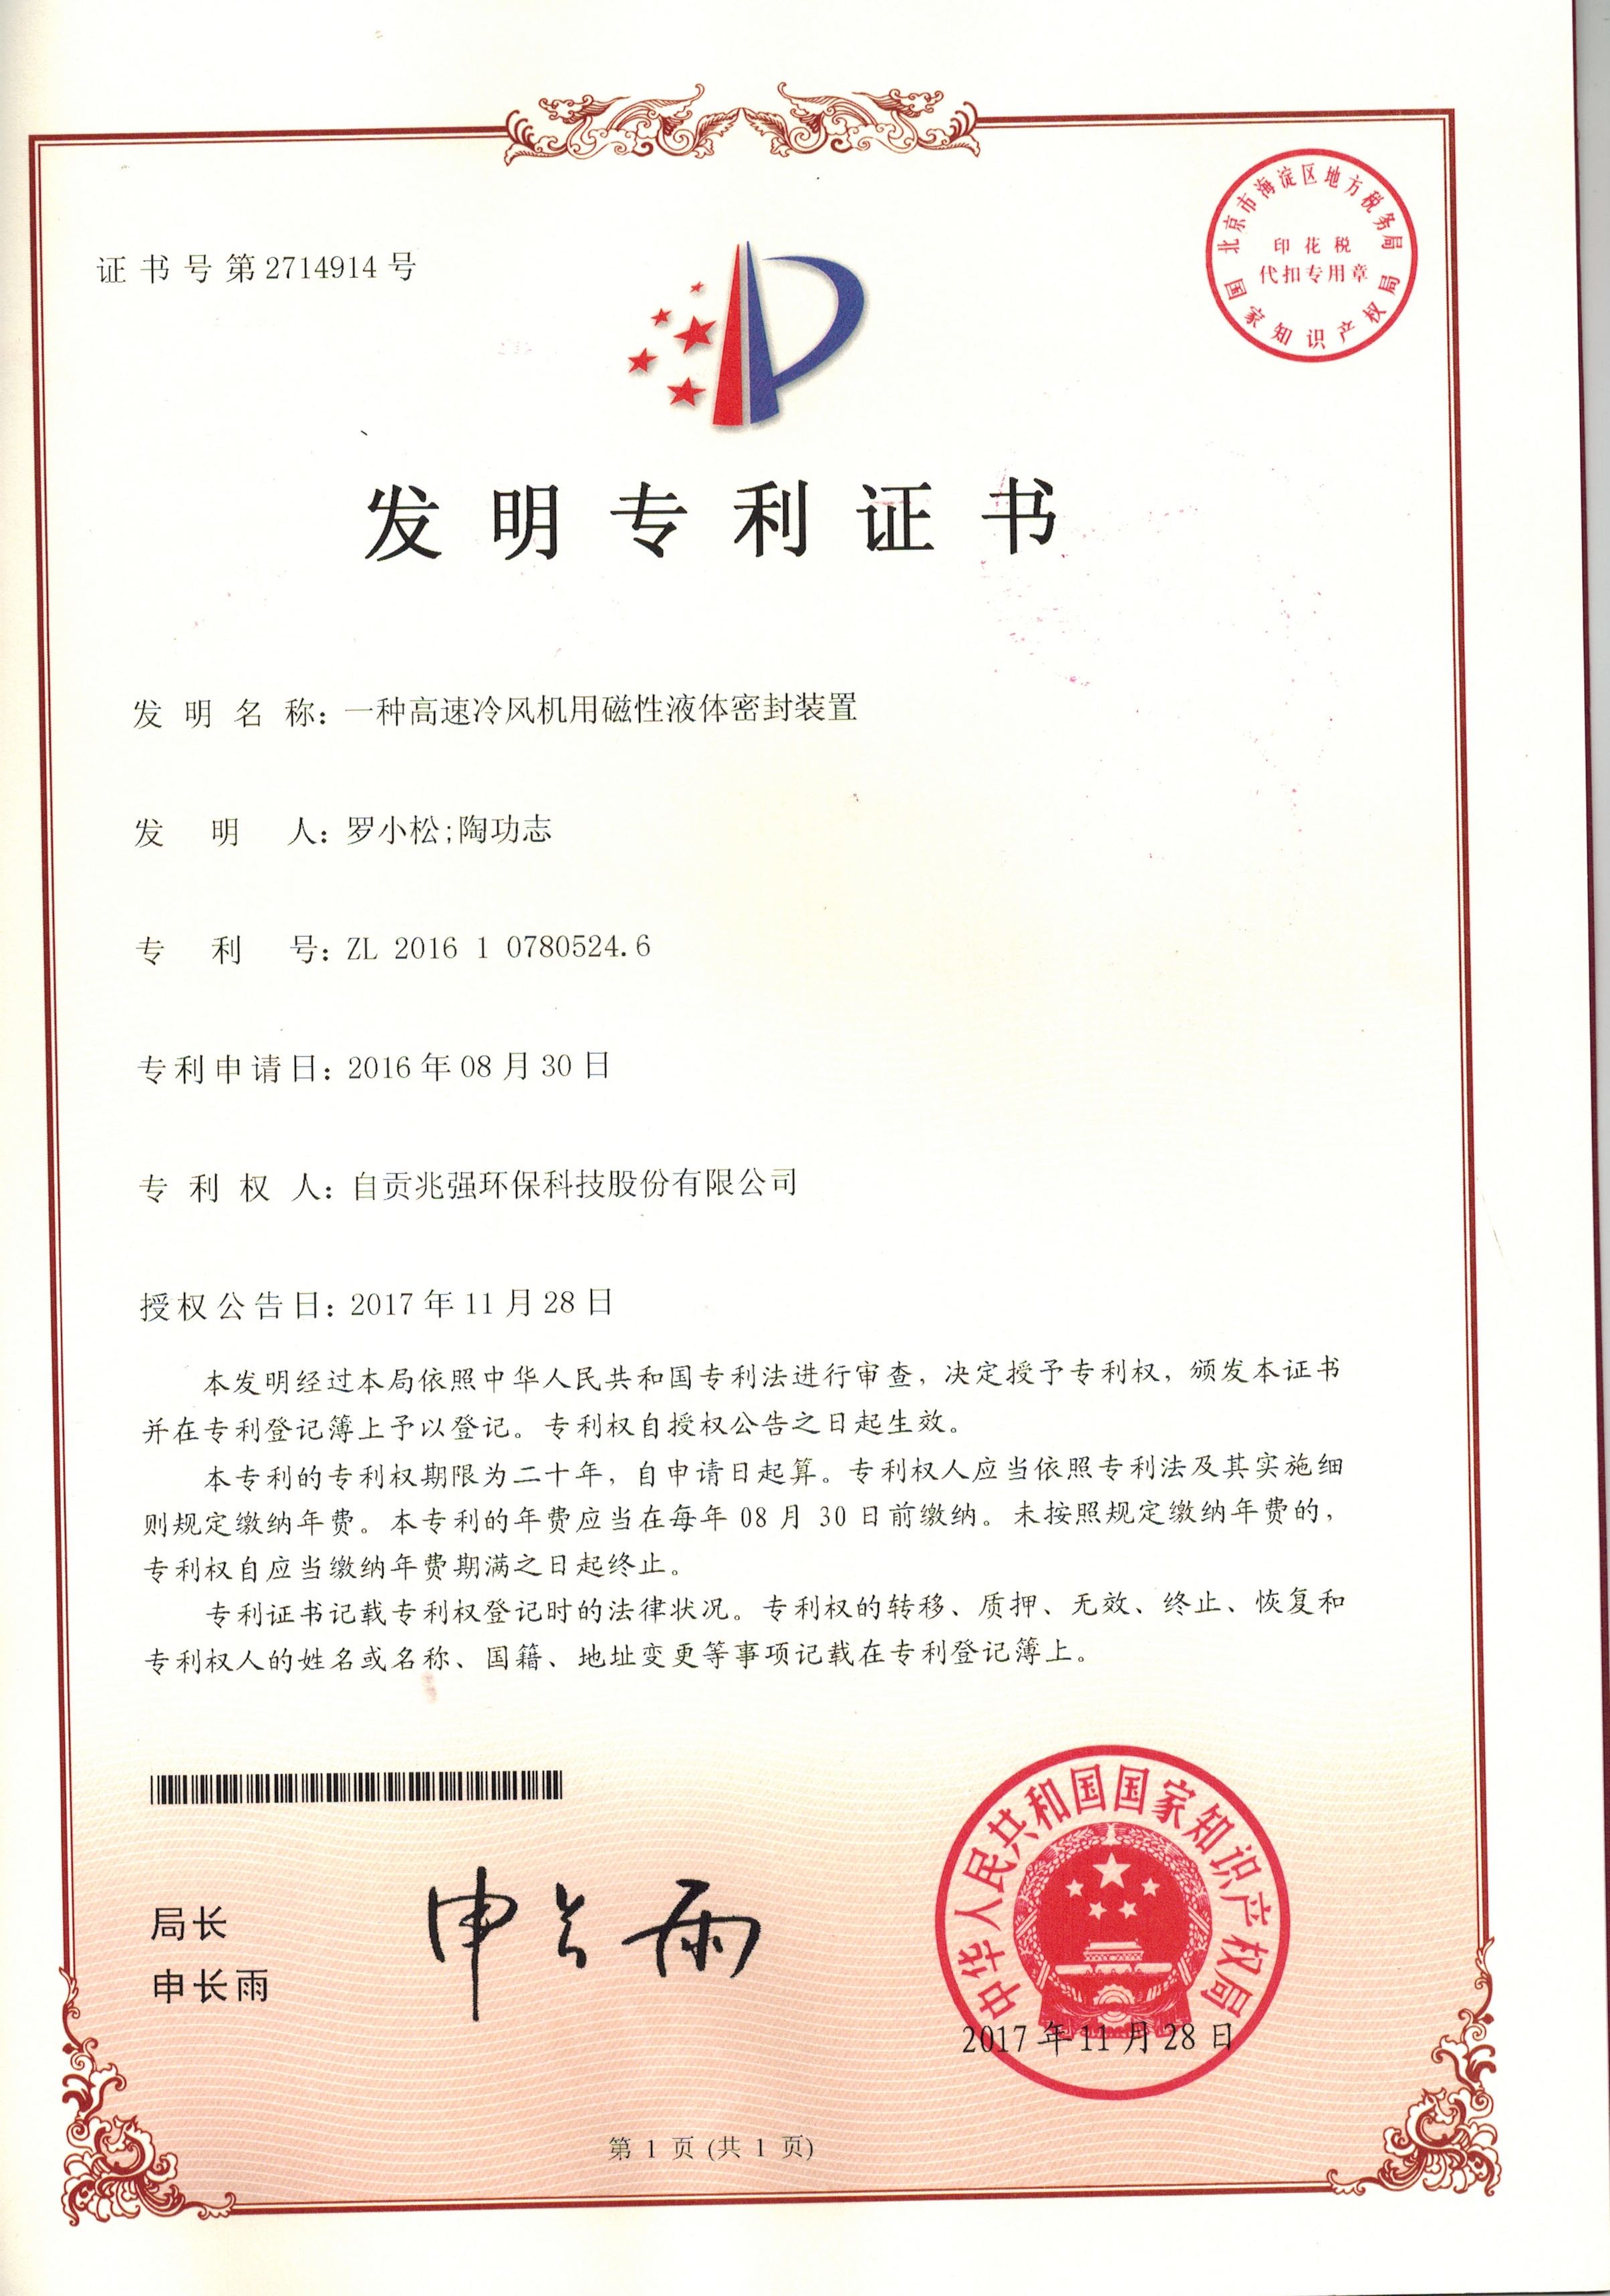 证书号第2714914号
北京市海淀区地方税务局
印花税
代扣专用章
国家知识产权局
发明专利证书
发明名称：一种高速冷风机用磁性液体密封装置
发明人：罗小松;陶功志
专利号：ZL 2016 1 0780524.6
专利申请日：2016年08月30日
专利权人：自贡兆强环保科技股份有限公司
授权公告日：2017年11月28日
本发明经过本局依照中华人民共和国专利法进行审查，决定授予专利权，颁发本证书
并在专利登记簿上予以登记。专利权自授权公告之日起生效。
本专利的专利权期限为二十年，自申请日起算。专利权人应当依照专利法及其实施细
则规定缴纳年费。本专利的年费应当在每年 08 月 30 日前缴纳。未按照规定缴纳年费的，
专利权自应当缴纳年费期满之日起终止。
专利证书记载专利权登记时的法律状况。专利权的转移、质押、无效、终止、恢复和
专利权人的姓名或名称、国籍、地址变更等事项记载在专利登记簿上。
局长
申长雨
申长雨
中华人民共和国国家知识产权局
2017年11月28日
第 1 页 (共 1 页)